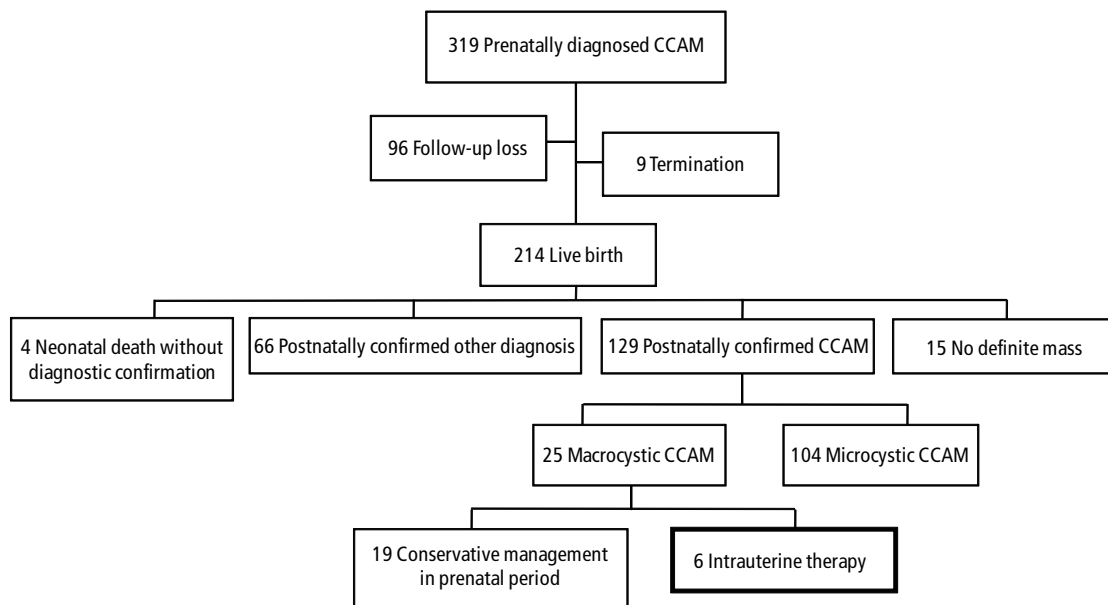 319 Prenatally diagnosed CCAM
96 Follow-up loss
9 Termination
214 Live birth
4 Neonatal death without
diagnostic confirmation
66 Postnatally confirmed other diagnosis
129 Postnatally confirmed CCAM
15 No definite mass
25 Macrocystic CCAM
104 Microcystic CCAM
19 Conservative management
in prenatal period
6 Intrauterine therapy